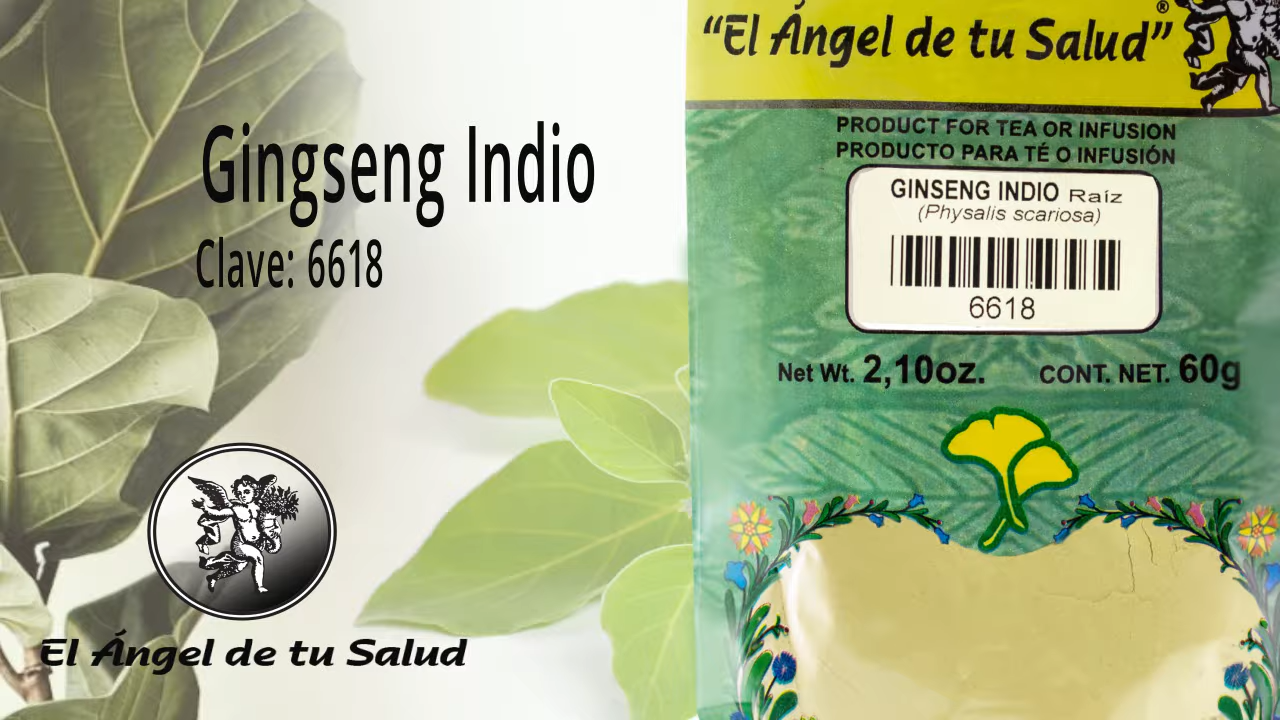 Gingseng Indio
Clave: 6618
El Ángel de tu Salud
“El Ángel de tu Salud”®
PRODUCT FOR TEA OR INFUSION
PRODUCTO PARA TÉ O INFUSIÓN
GINSENG INDIO Raíz
(Physalis scariosa)
6618
Net Wt. 2,10oz. CONT. NET. 60g